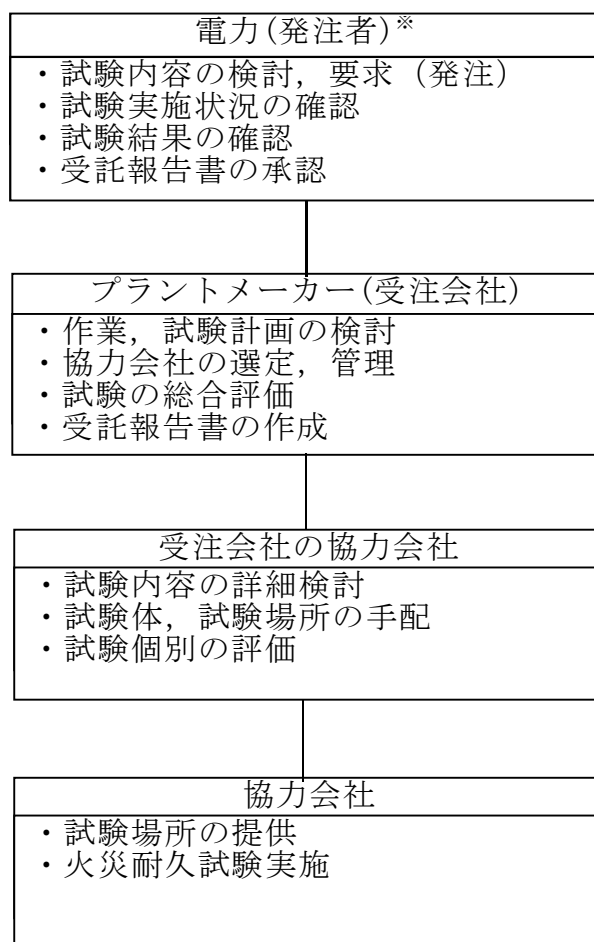 電力(発注者)※
・試験内容の検討，要求（発注）
・試験実施状況の確認
・試験結果の確認
・受託報告書の承認
プラントメーカー(受注会社)
・作業，試験計画の検討
・協力会社の選定，管理
・試験の総合評価
・受託報告書の作成
受注会社の協力会社
・試験内容の詳細検討
・試験体，試験場所の手配
・試験個別の評価
協力会社
・試験場所の提供
・火災耐久試験実施